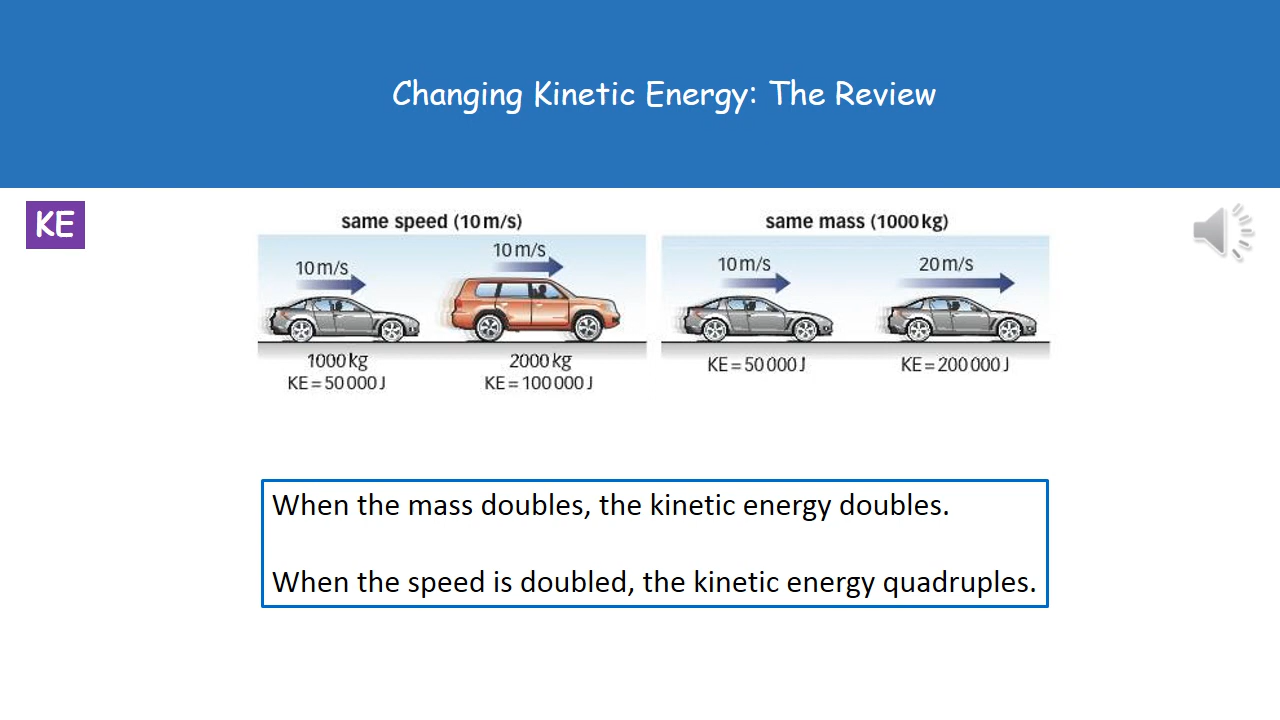 Changing Kinetic Energy: The Review
KE
same speed (10 m/s)
10 m/s
10 m/s
1000 kg
KE = 50 000 J
2000 kg
KE = 100 000 J
same mass (1000 kg)
10 m/s
20 m/s
KE = 50 000 J
KE = 200 000 J
When the mass doubles, the kinetic energy doubles.
When the speed is doubled, the kinetic energy quadruples.